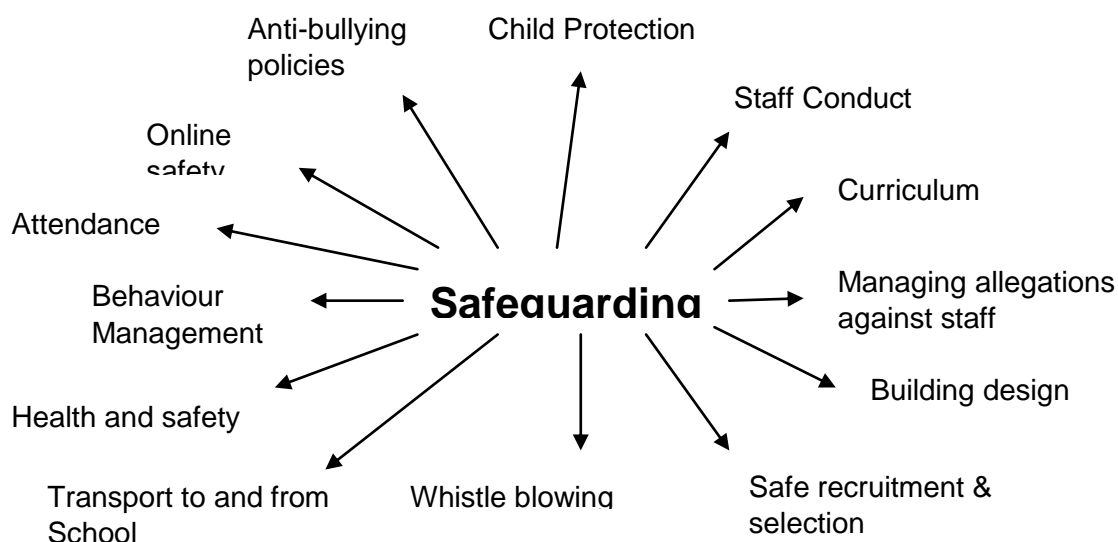 Anti-bullying
policies
Child Protection
Staff Conduct
Online
safety
Curriculum
Attendance
Behaviour
Management
Safeguarding
Managing allegations
against staff
Building design
Health and safety
Transport to and from
School
Whistle blowing
Safe recruitment &
selection